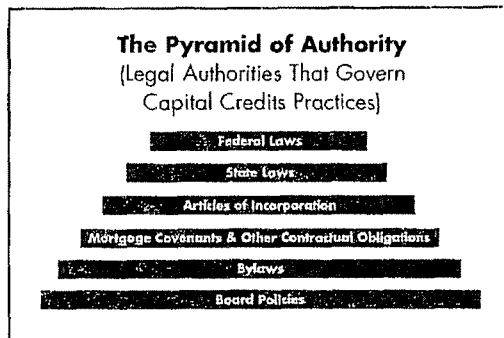 The Pyramid of Authority
(Legal Authorities That Govern
Capital Credits Practices)
Federal Laws
State Laws
Articles of Incorporation
Mortgage Covenants & Other Contractual Obligations
Bylaws
Board Policies